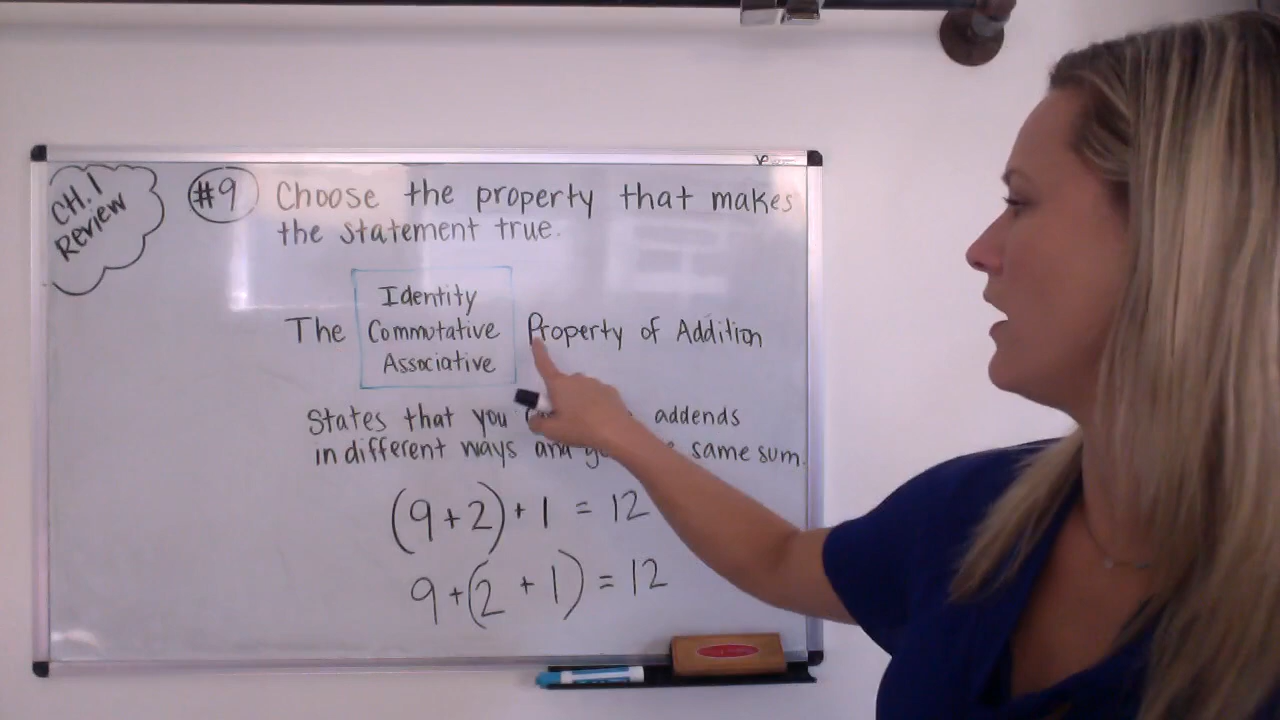 CH. 1
Review
#9 Choose the property that makes
the statement true.
Identity
The Commutative Property of Addition
Associative
States that you addends
in different ways and same sum.
(9+2)+1 = 12
9+(2+1)=12